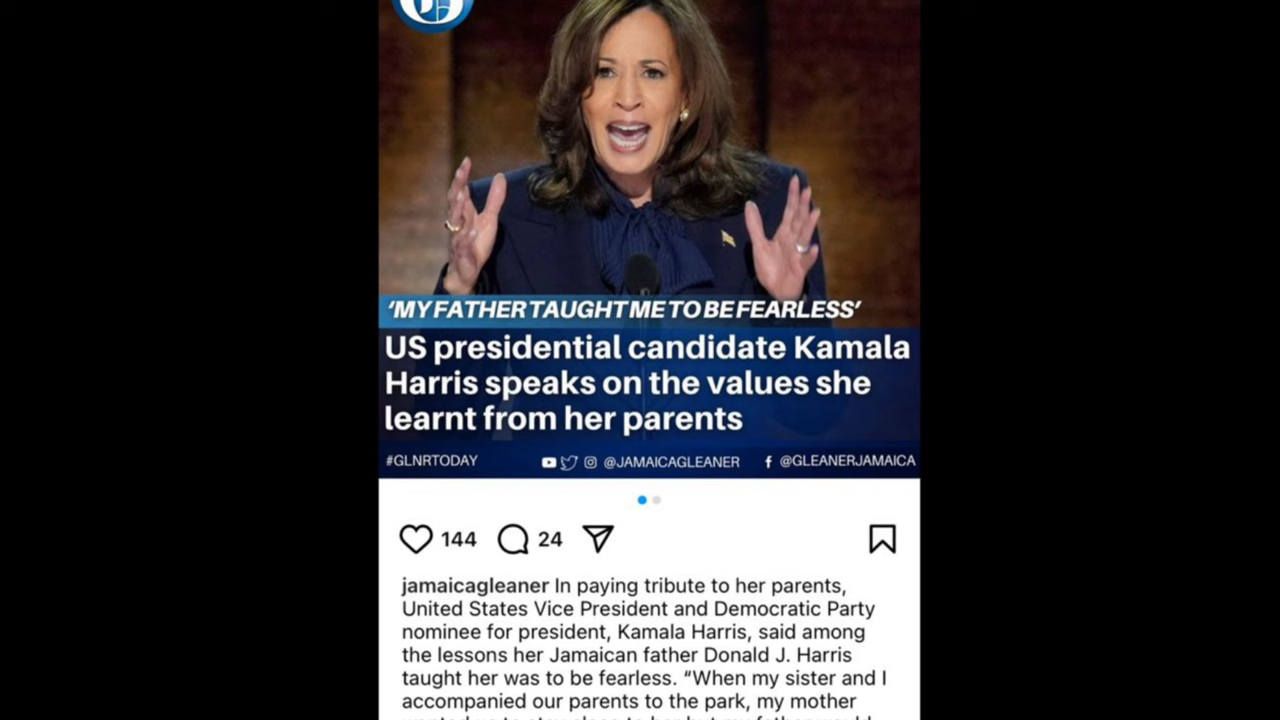 'MY FATHER TAUGHT ME TO BE FEARLESS'
US presidential candidate Kamala
Harris speaks on the values she
learnt from her parents
#GLNRTODAY @JAMAICAGLEANER @GLEANERJAMAICA
144 24
jamaicagleaner In paying tribute to her parents,
United States Vice President and Democratic Party
nominee for president, Kamala Harris, said among
the lessons her Jamaican father Donald J. Harris
taught her was to be fearless. “When my sister and I
accompanied our parents to the park, my mother